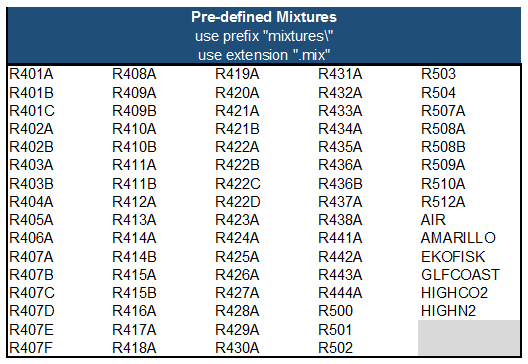 Pre-defined Mixtures
use prefix "mixtures\"
use extension ".mix"
R401A R408A R419A R431A R503
R401B R409A R420A R432A R504
R401C R409B R421A R433A R507A
R402A R410A R421B R434A R508A
R402B R410B R422A R435A R508B
R403A R411A R422B R436A R509A
R403B R411B R422C R436B R510A
R404A R412A R422D R437A R512A
R405A R413A R423A R438A AIR
R406A R414A R424A R441A AMARILLO
R407A R414B R425A R442A EKOFISK
R407B R415A R426A R443A GLFCOAST
R407C R415B R427A R444A HIGHCO2
R407D R416A R428A R500 HIGHN2
R407E R417A R429A R501
R407F R418A R430A R502